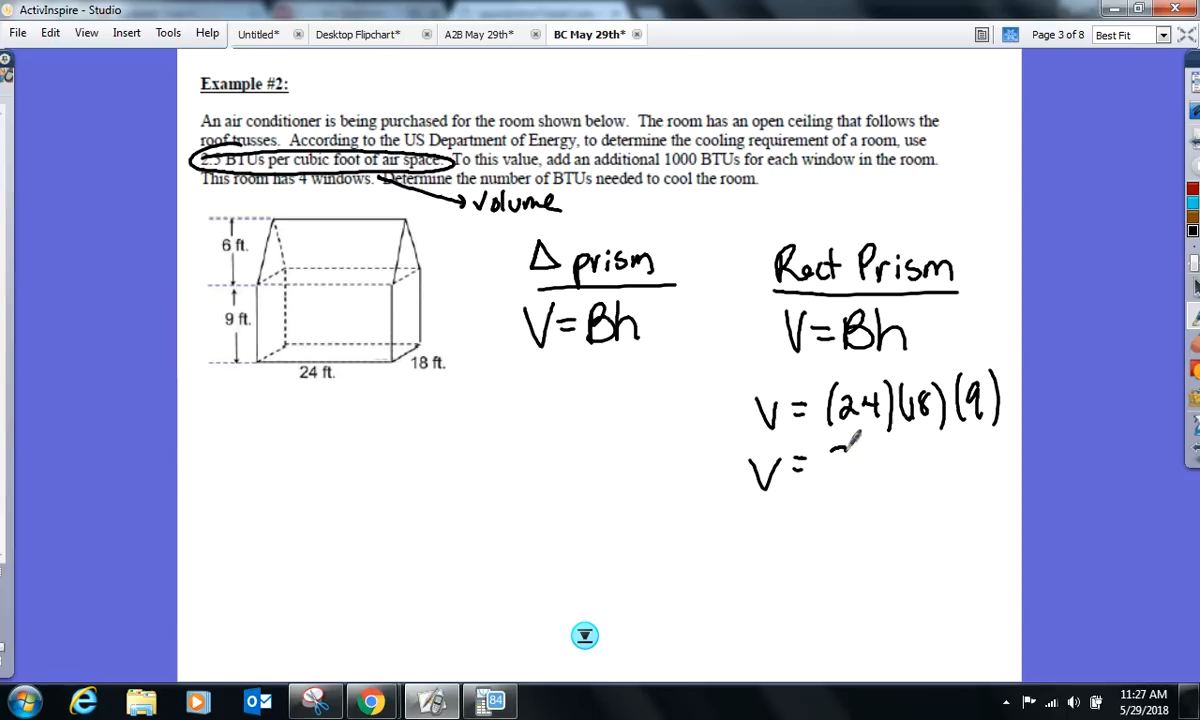 ActivInspire - Studio
File Edit View Insert Tools Help Untitled* Desktop Flipchart* A2B May 29th* BC May 29th* Page 3 of 8 Best Fit
Example #2:
An air conditioner is being purchased for the room shown below. The room has an open ceiling that follows the
roof trusses. According to the US Department of Energy, to determine the cooling requirement of a room, use
2.5 BTUs per cubic foot of air space. To this value, add an additional 1000 BTUs for each window in the room.
This room has 4 windows. Determine the number of BTUs needed to cool the room.
Volume
6 ft.
9 ft.
24 ft.
18 ft.
Δ prism
V=Bh
Rect Prism
V=Bh
V = (24)(18)(9)
V =
84
11:27 AM
5/29/2018